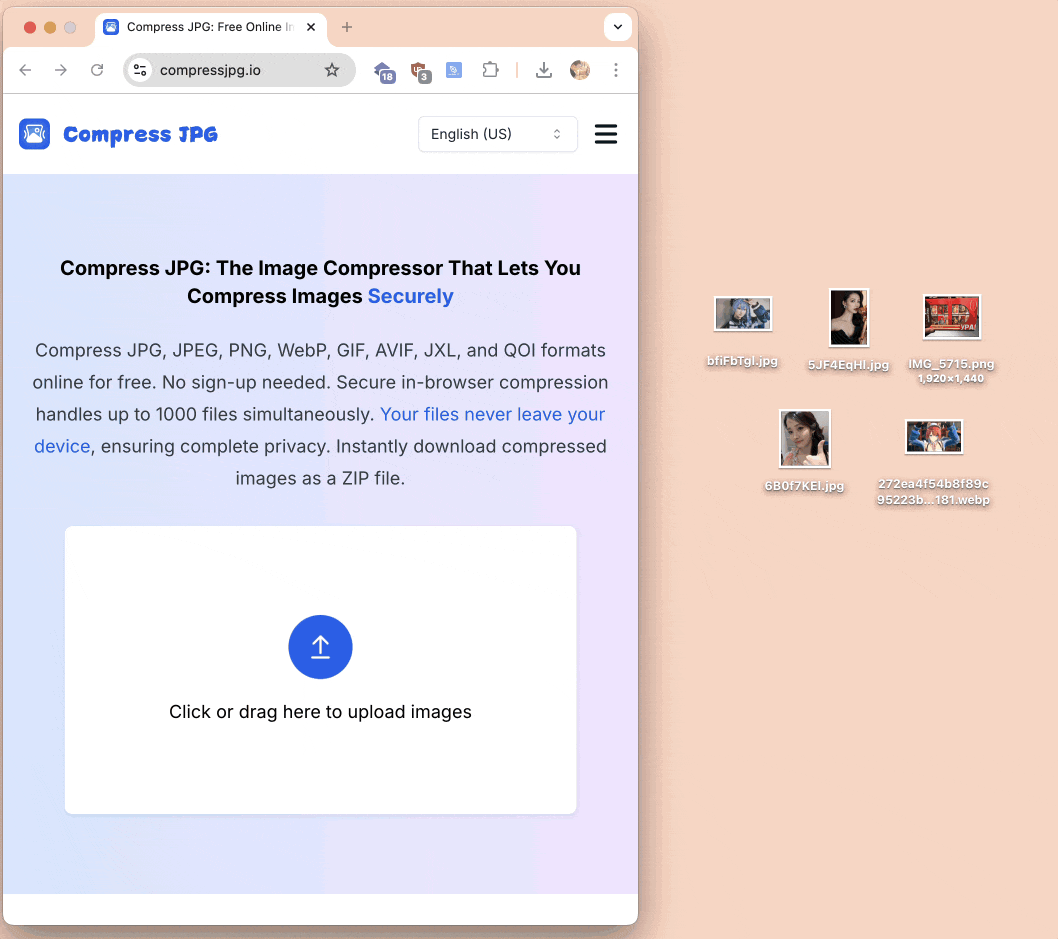 Compress JPG: Free Online In
compressjpg.io
18
3
Compress JPG
English (US)
Compress JPG: The Image Compressor That Lets You
Compress Images Securely
Compress JPG, JPEG, PNG, WebP, GIF, AVIF, JXL, and QOI formats
online for free. No sign-up needed. Secure in-browser compression
handles up to 1000 files simultaneously. Your files never leave your
device, ensuring complete privacy. Instantly download compressed
images as a ZIP file.
Click or drag here to upload images
YPA!
bfiFbTgl.jpg
5JF4EqHl.jpg
IMG_5715.png
1,920×1,440
6B0f7KEl.jpg
272ea4f54b8f89c
95223b...181.webp